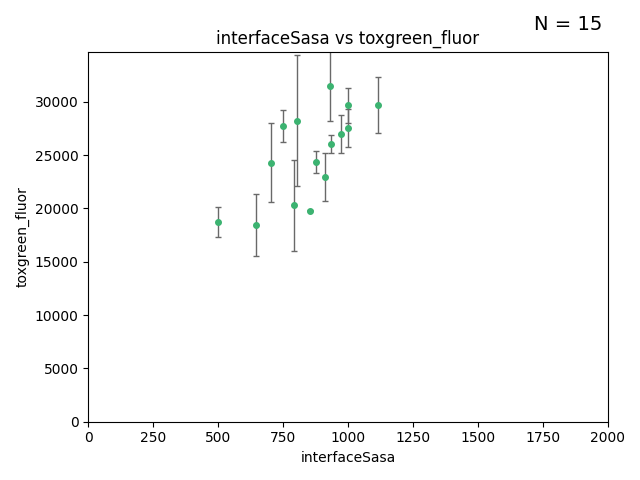 N = 15
interfaceSasa vs toxgreen_fluor
30000
25000
20000
15000
10000
5000
0
toxgreen_fluor
0 250 500 750 1000 1250 1500 1750 2000
interfaceSasa